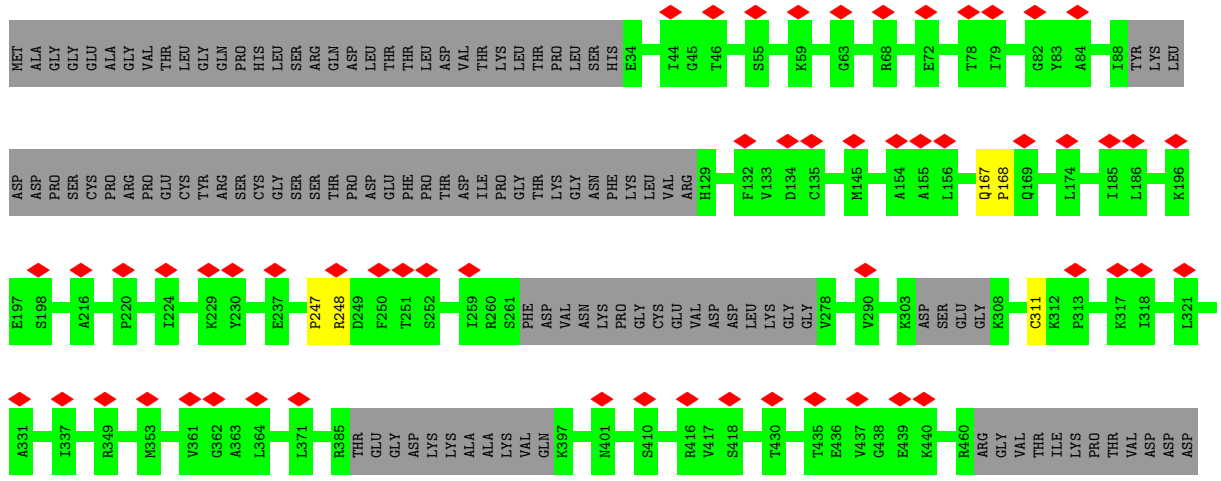 MET ALA GLY GLY GLU ALA GLY VAL THR LEU GLY GLN PRO HIS LEU SER ARG GLN ASP LEU THR THR LEU ASP VAL THR LYS LEU THR PRO LEU SER HIS E34 I44 G45 T46 S55 K59 G63 R68 E72 T78 I79 G82 Y83 A84 I88 TYR LYS LEU
ASP ASP PRO SER CYS PRO ARG PRO GLU CYS TYR ARG SER CYS GLY SER SER THR PRO ASP GLU PHE PRO THR ASP ILE PRO GLY THR LYS GLY ASN PHE LYS LEU VAL ARG H129 F132 V133 D134 C135 M145 A154 A155 L156 Q167 P168 Q169 L174 I185 L186 K196
E197 S198 A216 P220 I224 K229 Y230 E237 P247 R248 D249 F250 T251 S252 I259 R260 S261 PHE ASP VAL ASN LYS PRO GLY CYS GLU VAL ASP ASP LEU LYS GLY GLY V278 V290 K303 ASP SER GLU GLY K308 C311 K312 P313 K317 I318 L321
A331 I337 R349 M353 V361 G362 A363 L364 L371 R385 THR GLU GLY ASP LYS LYS ALA ALA LYS VAL GLN K397 N401 S410 R416 V417 S418 T430 T435 E436 V437 G438 E439 K440 R460 ARG GLY VAL THR ILE LYS PRO THR VAL ASP ASP ASP